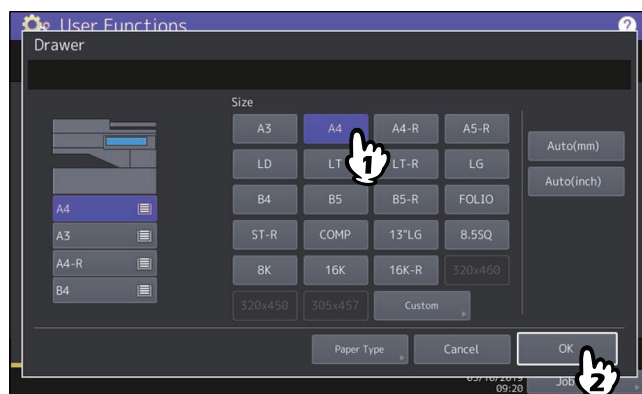 User Functions ?
Drawer
Size
A3 A4 A4-R A5-R
LD LT LT-R LG
B4 B5 B5-R FOLIO
ST-R COMP 13"LG 8.5SQ
8K 16K 16K-R 320x460
320x450 305x457 Custom
Auto(mm)
Auto(inch)
A4
A3
A4-R
B4
1
Paper Type Cancel OK
2
09:20 Job